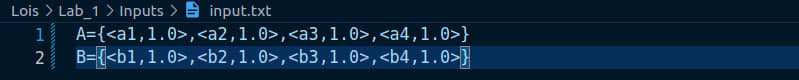 Lois > Lab_1 > Inputs > input.txt
1 A={<a1,1.0>,<a2,1.0>,<a3,1.0>,<a4,1.0>}
2 B={<b1,1.0>,<b2,1.0>,<b3,1.0>,<b4,1.0>}